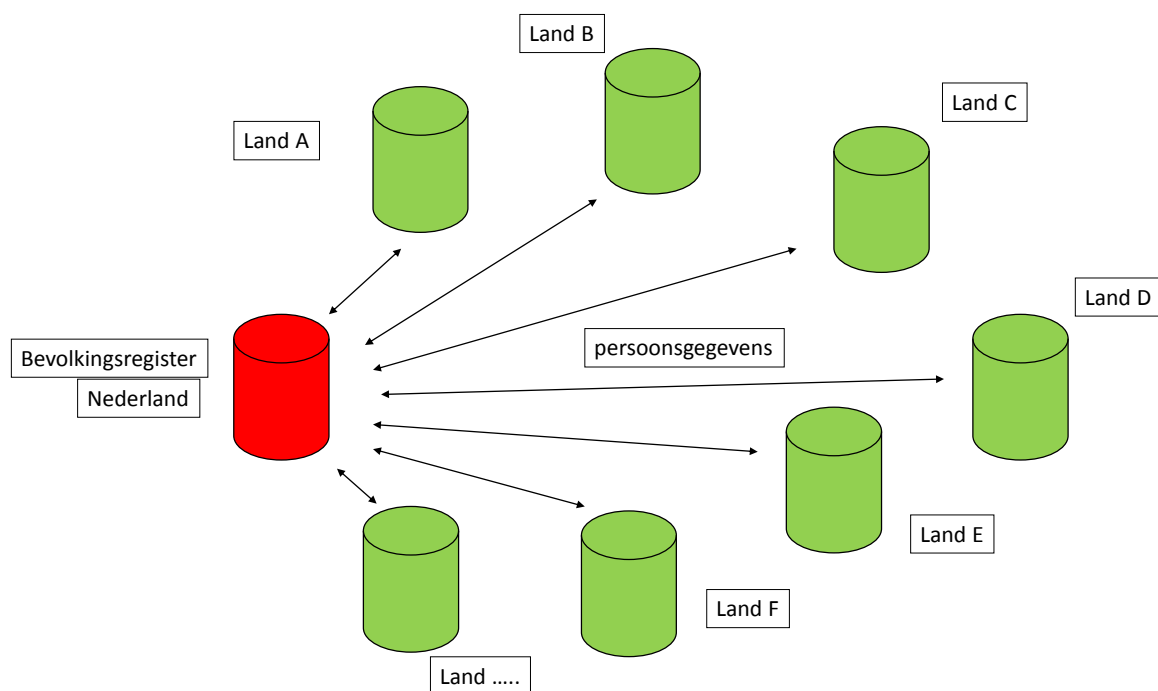 Land B
Land C
Land A
Land D
persoonsgegevens
Bevolkingsregister
Nederland
Land E
Land F
Land .....